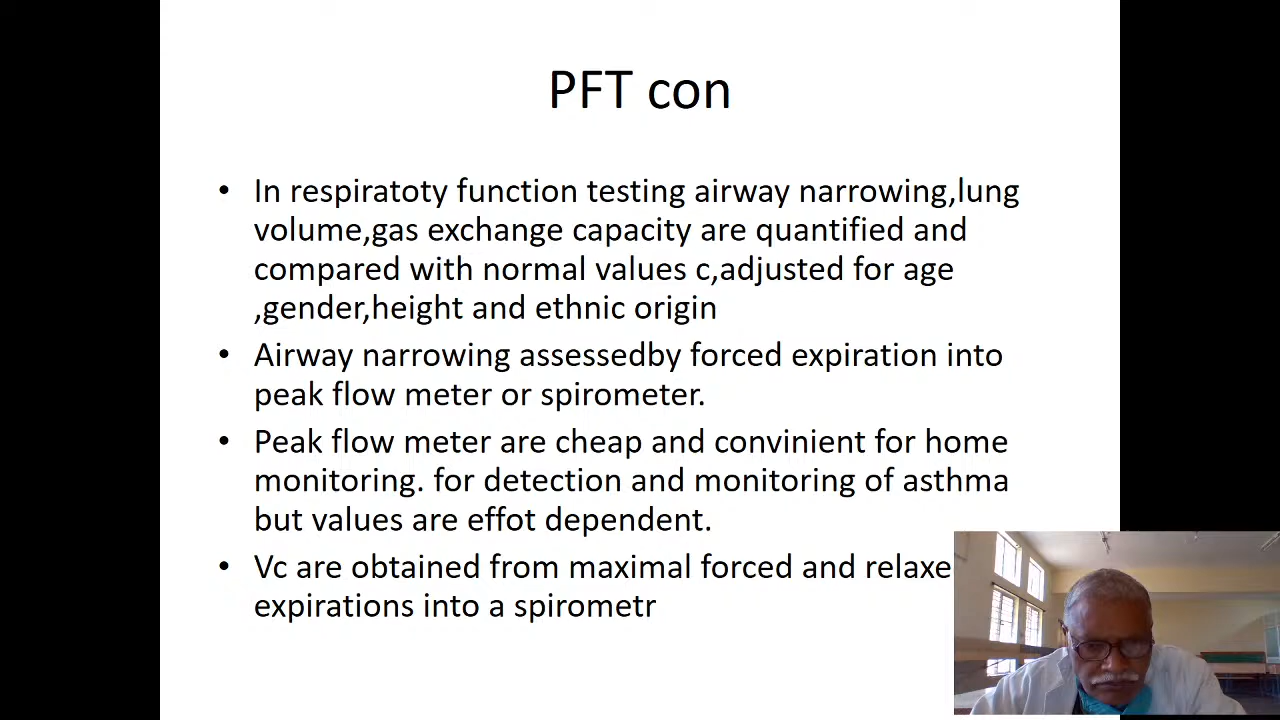 PFT con
• In respiratoty function testing airway narrowing,lung
volume,gas exchange capacity are quantified and
compared with normal values c,adjusted for age
,gender,height and ethnic origin
• Airway narrowing assessedby forced expiration into
peak flow meter or spirometer.
• Peak flow meter are cheap and convinient for home
monitoring. for detection and monitoring of asthma
but values are effot dependent.
• Vc are obtained from maximal forced and relaxe
expirations into a spirometr